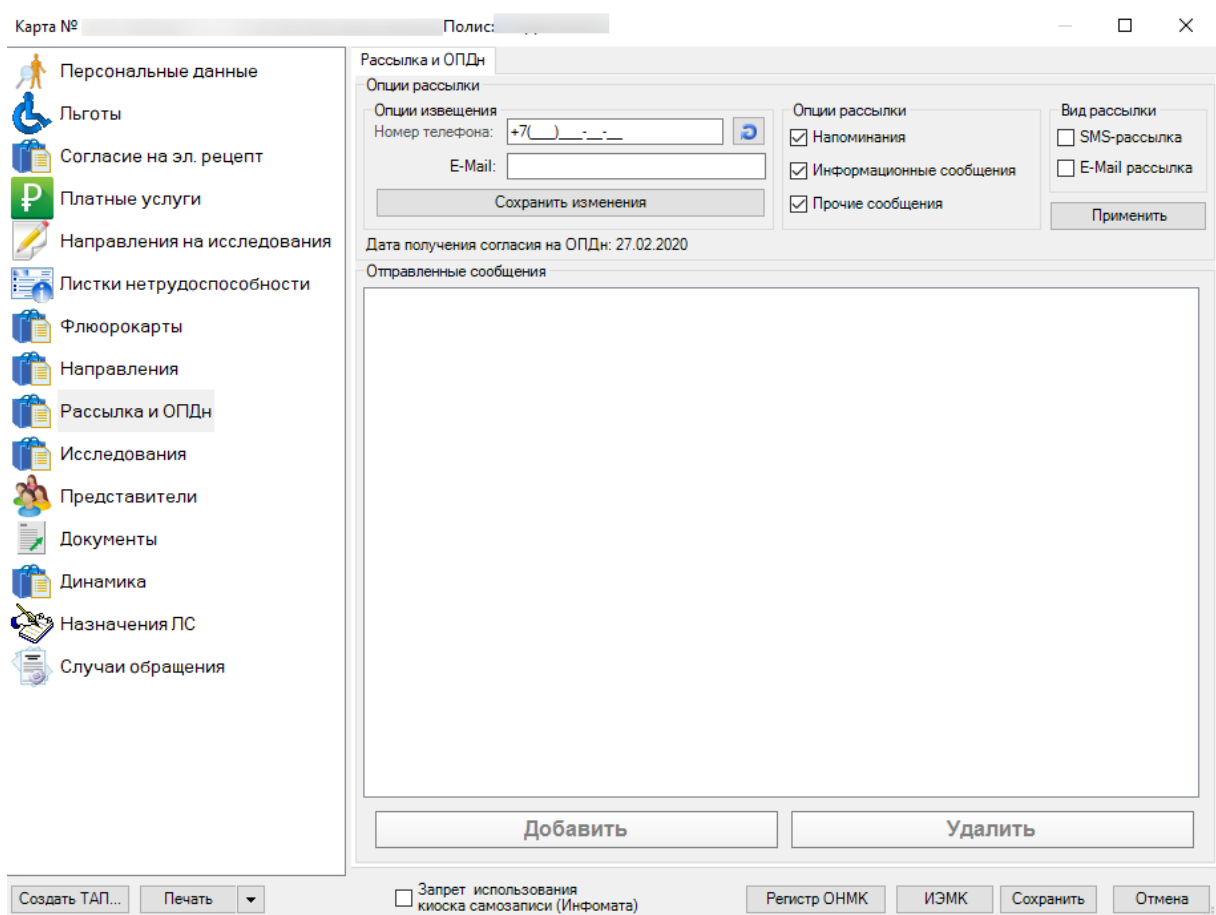 Карта №
Полис:
Персональные данные
Льготы
Согласие на эл. рецепт
Платные услуги
Направления на исследования
Листки нетрудоспособности
Флюорокарты
Направления
Рассылка и ОПДн
Исследования
Представители
Документы
Динамика
Назначения ЛС
Случаи обращения
Рассылка и ОПДн
Опции рассылки
Опции извещения
Номер телефона: +7(___)___-__-__
E-Mail:
Сохранить изменения
Опции рассылки
Напоминания
Информационные сообщения
Прочие сообщения
Вид рассылки
SMS-рассылка
E-Mail рассылка
Применить
Дата получения согласия на ОПДн: 27.02.2020
Отправленные сообщения
Добавить
Удалить
Создать ТАП...
Печать
Запрет использования
киоска самозаписи (Инфомата)
Регистр ОНМК
ИЭМК
Сохранить
Отмена